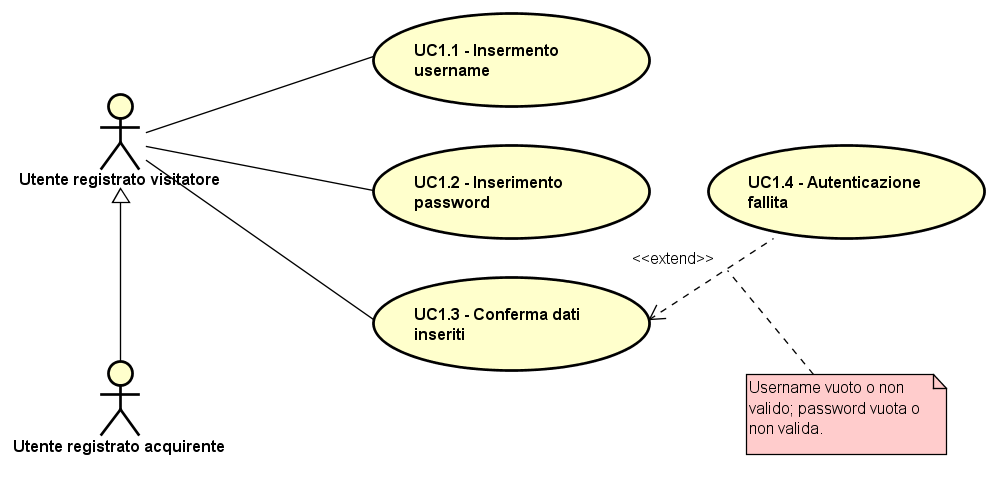 UC1.1 - Insermento
username
Utente registrato visitatore
UC1.2 - Inserimento
password
UC1.4 - Autenticazione
fallita
<<extend>>
UC1.3 - Conferma dati
inseriti
Username vuoto o non
valido; password vuota o
non valida.
Utente registrato acquirente